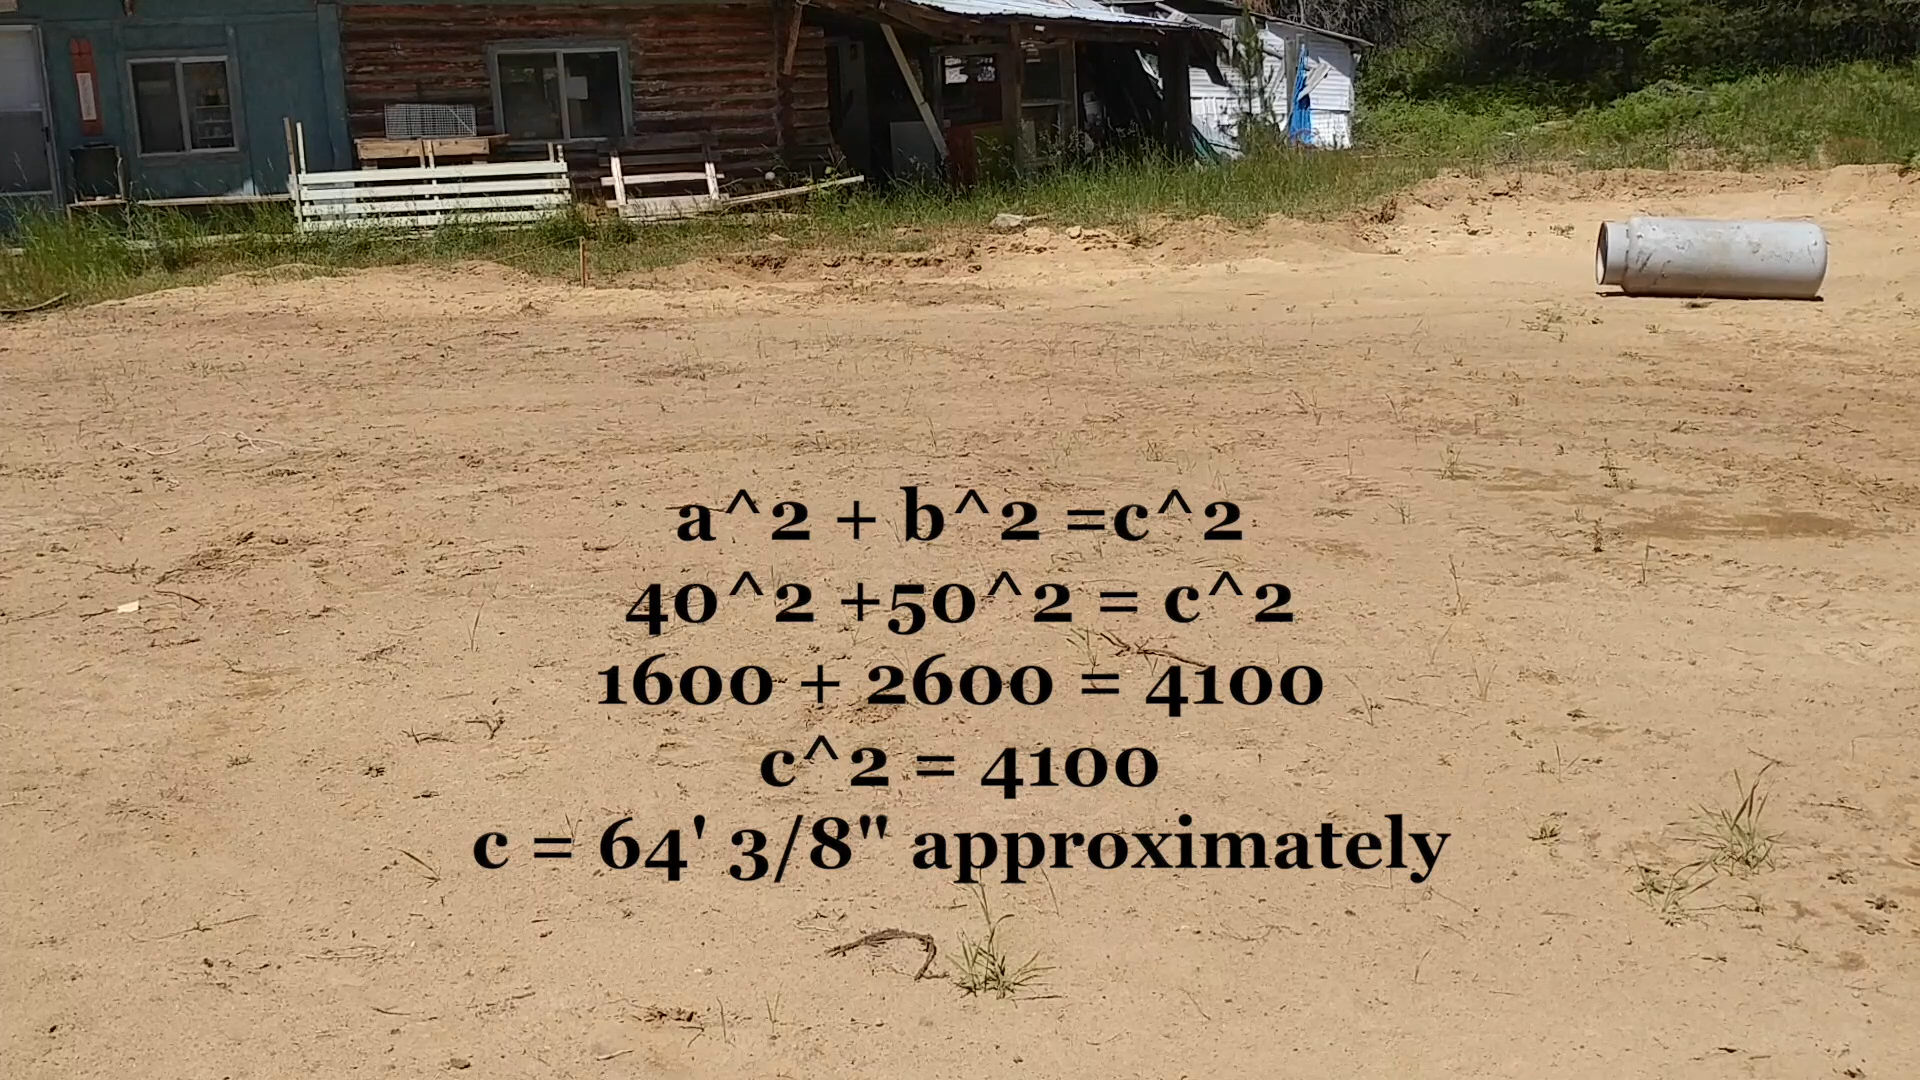 a^2 + b^2 =c^2
40^2 +50^2 = c^2
1600 + 2600 = 4100
c^2 = 4100
c = 64' 3/8" approximately